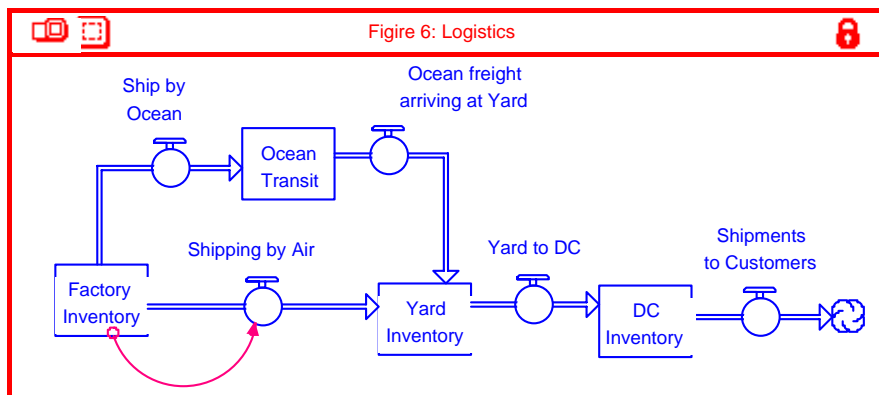 Figire 6: Logistics
Ship by
Ocean
Ocean freight
arriving at Yard
Ocean
Transit
Shipping by Air
Yard to DC
Shipments
to Customers
Factory
Inventory
Yard
Inventory
DC
Inventory